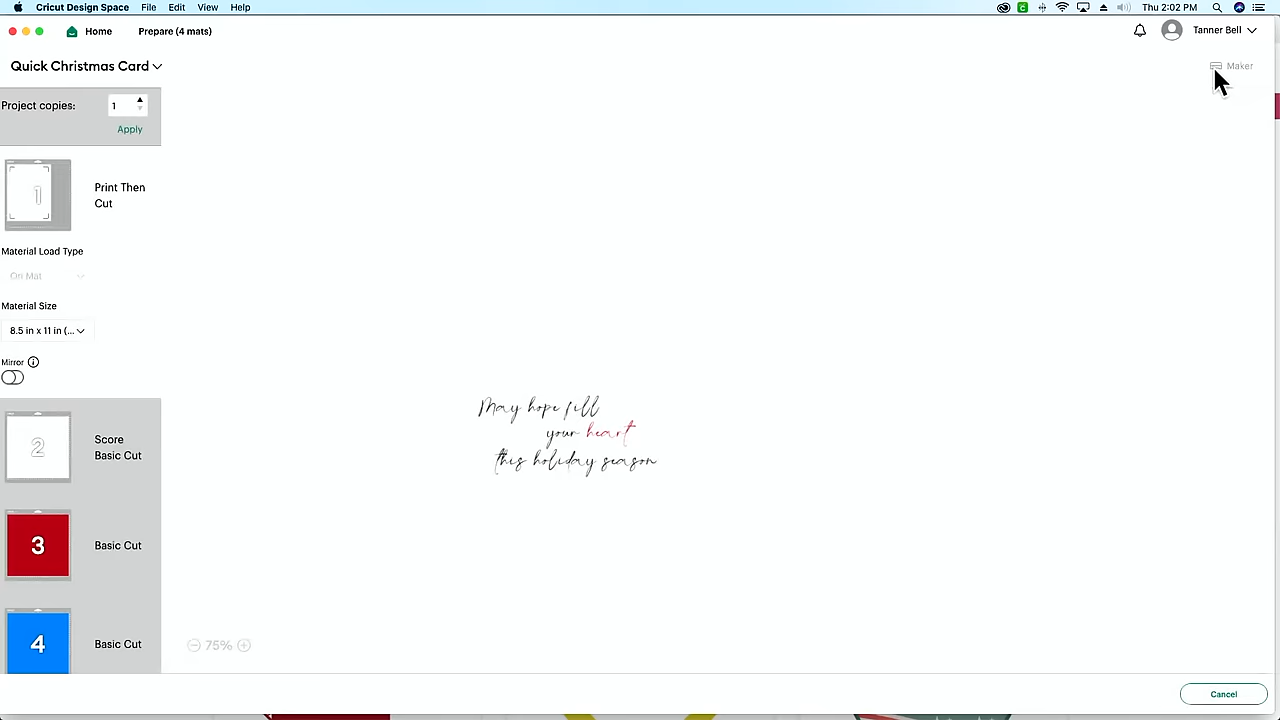 Cricut Design Space File Edit View Help Thu 2:02 PM
Home Prepare (4 mats) Tanner Bell
Quick Christmas Card Maker
Project copies: 1
Apply
1
Print Then
Cut
Material Load Type
On Mat
Material Size
8.5 in x 11 in (...
Mirror
May hope fill
your heart
this holiday season
2
Score
Basic Cut
3
Basic Cut
4
Basic Cut
75%
Cancel